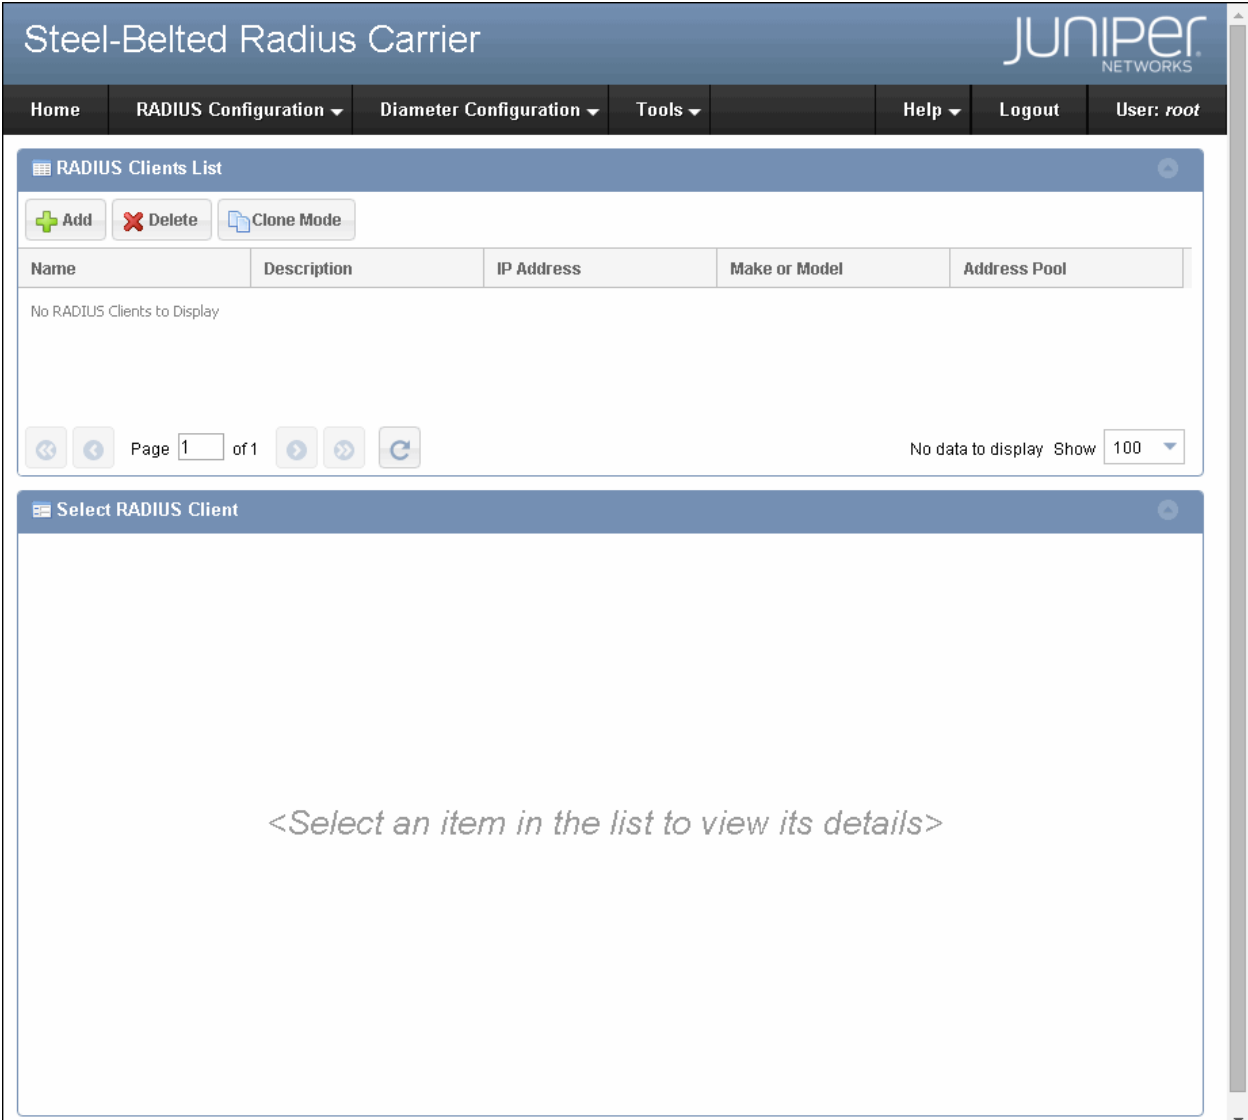 Steel-Belted Radius Carrier
JUNIPER
NETWORKS
Home RADIUS Configuration Diameter Configuration Tools Help Logout User: root
RADIUS Clients List
Add Delete Clone Mode
Name Description IP Address Make or Model Address Pool
No RADIUS Clients to Display
Page 1 of 1 No data to display Show 100
Select RADIUS Client
<Select an item in the list to view its details>